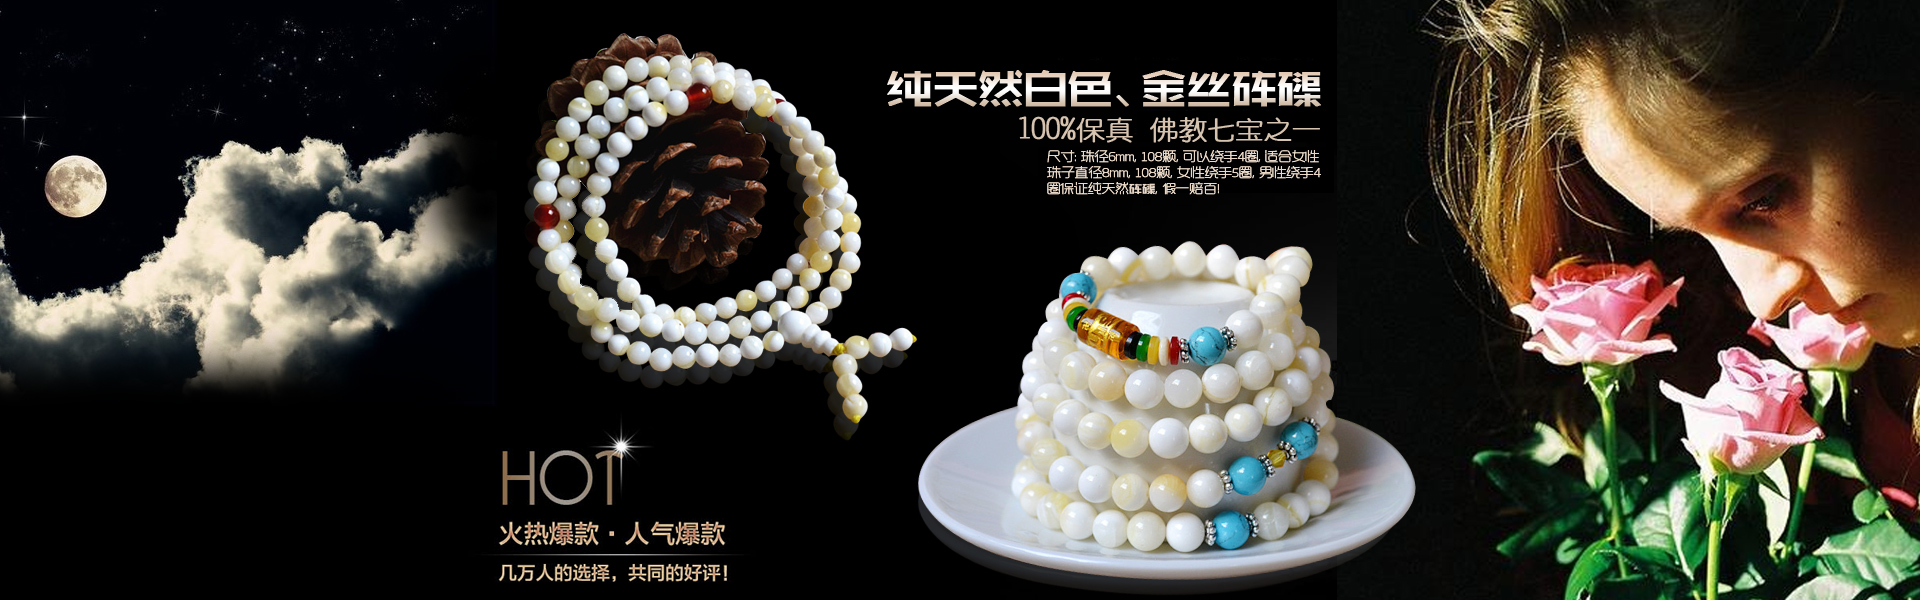 纯天然白色、金丝砗磲
100%保真 佛教七宝之一
尺寸: 珠径6mm, 108颗, 可以绕手4圈, 适合女性
珠子直径8mm, 108颗, 女性绕手5圈, 男性绕手4
圈保证纯天然砗磲, 假一赔百!
HOT
火热爆款·人气爆款
几万人的选择，共同的好评!